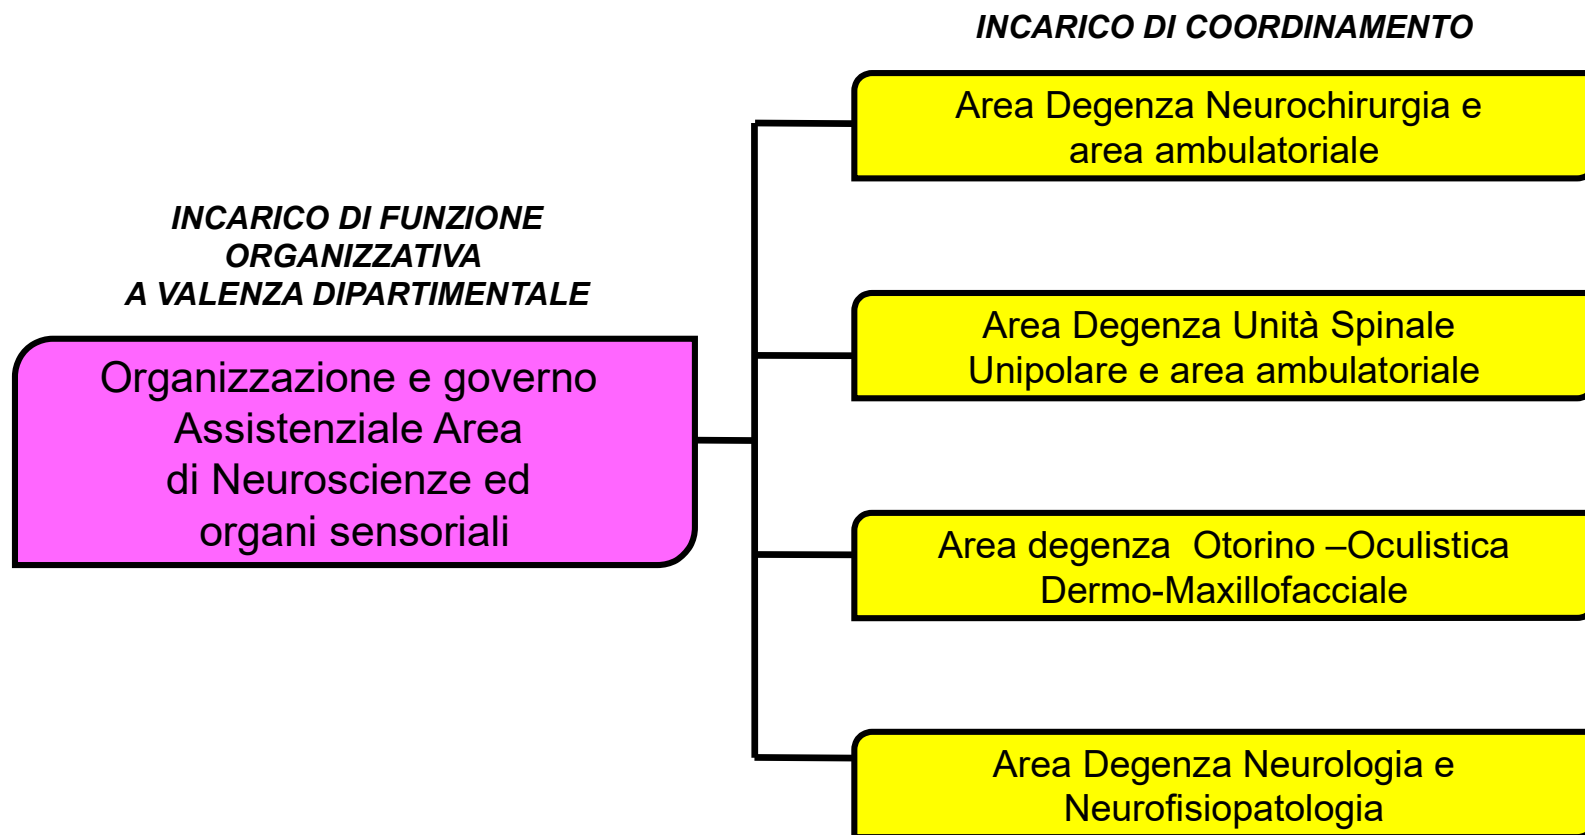 INCARICO DI COORDINAMENTO
Area Degenza Neurochirurgia e
area ambulatoriale
INCARICO DI FUNZIONE
ORGANIZZATIVA
A VALENZA DIPARTIMENTALE
Area Degenza Unità Spinale
Unipolare e area ambulatoriale
Organizzazione e governo
Assistenziale Area
di Neuroscienze ed
organi sensoriali
Area degenza  Otorino –Oculistica
Dermo-Maxillofacciale
Area Degenza Neurologia e
Neurofisiopatologia